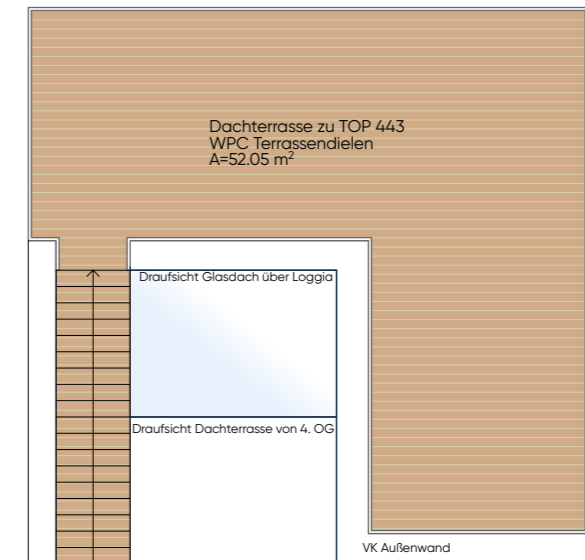 Dachterrasse zu TOP 443
WPC Terrassendielen
A=52.05 m²
Draufsicht Glasdach über Loggia
Draufsicht Dachterrasse von 4. OG
VK Außenwand